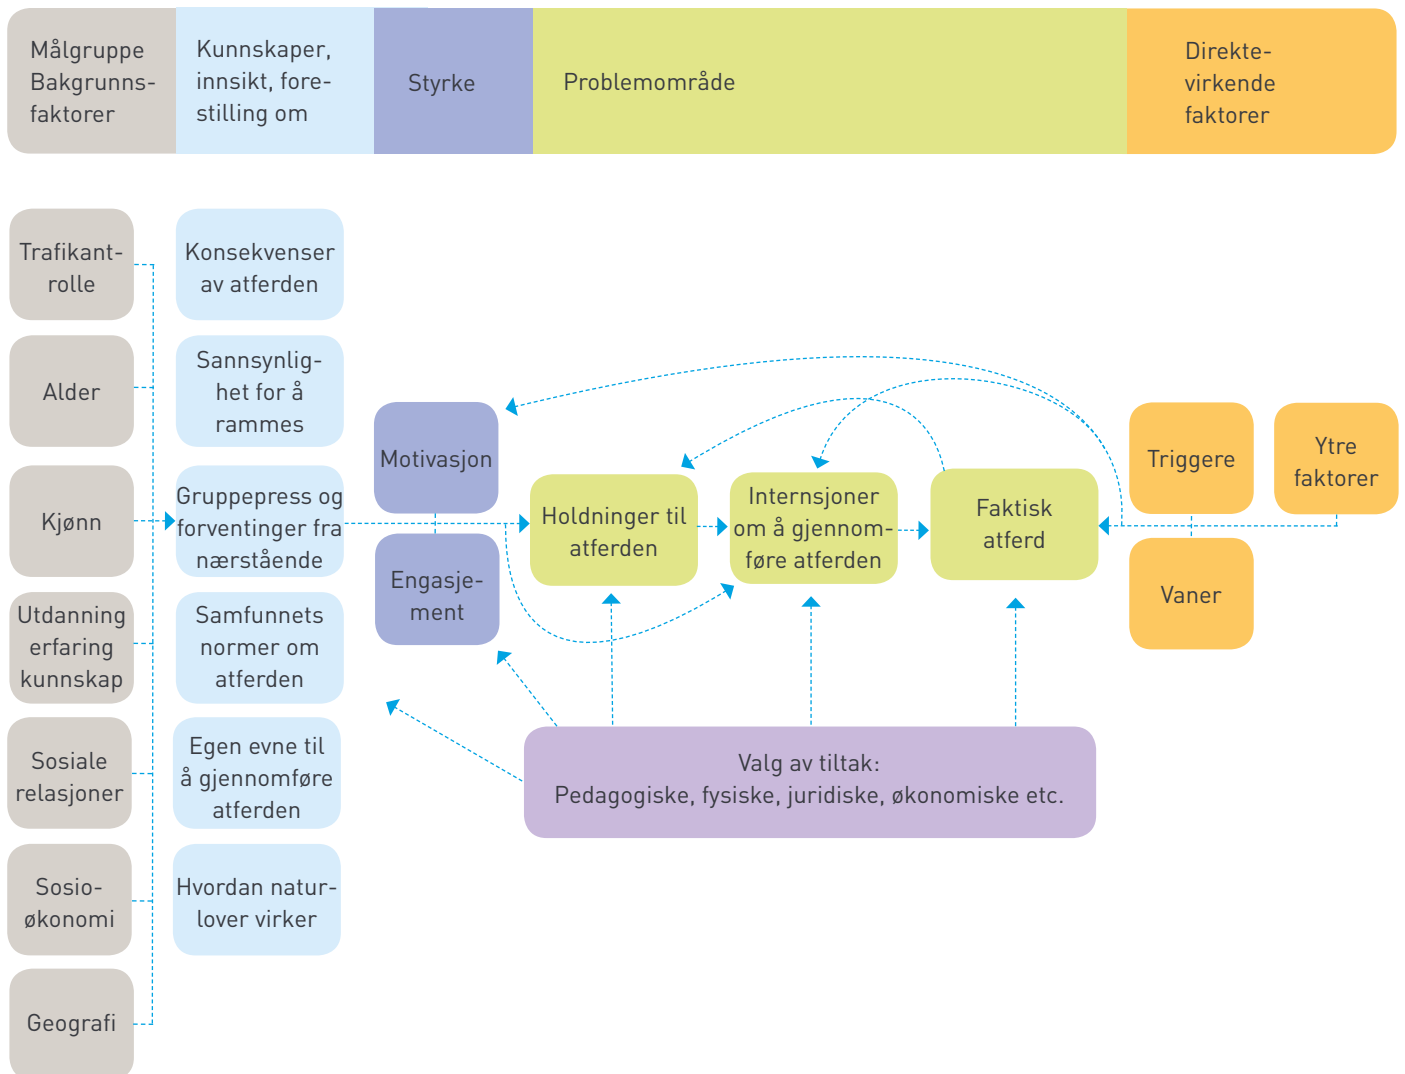 Målgruppe
Bakgrunns-
faktorer
Kunnskaper,
innsikt, fore-
stilling om
Styrke
Problemområde
Direkte-
virkende
faktorer
Trafikant-
rolle
Alder
Kjønn
Utdanning
erfaring
kunnskap
Sosiale
relasjoner
Sosio-
økonomi
Geografi
Konsekvenser
av atferden
Sannsynlig-
het for å
rammes
Gruppepress og
forventinger fra
nærstående
Samfunnets
normer om
atferden
Egen evne til
å gjennomføre
atferden
Hvordan natur-
lover virker
Motivasjon
Engasje-
ment
Holdninger til
atferden
Internsjoner
om å gjennom-
føre atferden
Faktisk
atferd
Triggere
Vaner
Ytre
faktorer
Valg av tiltak:
Pedagogiske, fysiske, juridiske, økonomiske etc.